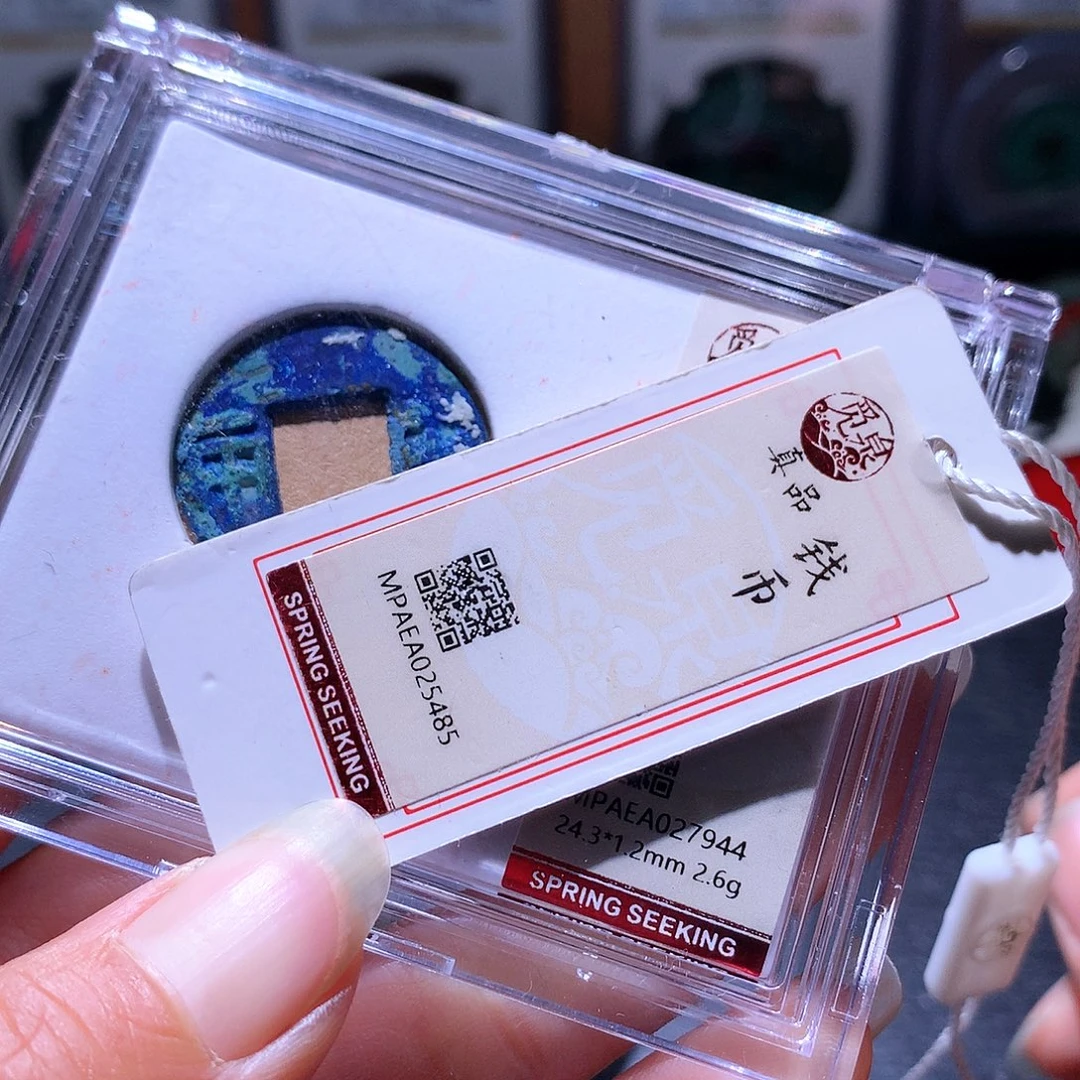 觅泉
真品
钱币
MPAEA025485
SPRING SEEKING
MPAEA027944
24.3*1.2mm 2.6g
SPRING SEEKING